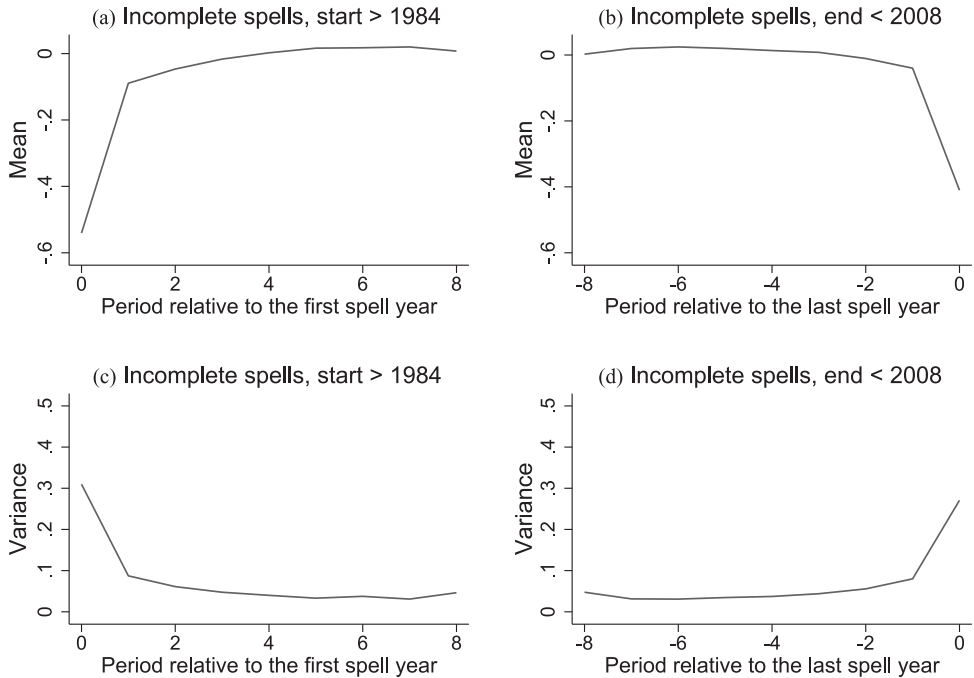 (a) Incomplete spells, start > 1984
Mean
0
-.2
-.4
-.6
0 2 4 6 8
Period relative to the first spell year
(b) Incomplete spells, end < 2008
Mean
0
-.2
-.4
-.6
-8 -6 -4 -2 0
Period relative to the last spell year
(c) Incomplete spells, start > 1984
Variance
.5
.4
.3
.2
.1
0
0 2 4 6 8
Period relative to the first spell year
(d) Incomplete spells, end < 2008
Variance
.5
.4
.3
.2
.1
0
-8 -6 -4 -2 0
Period relative to the last spell year